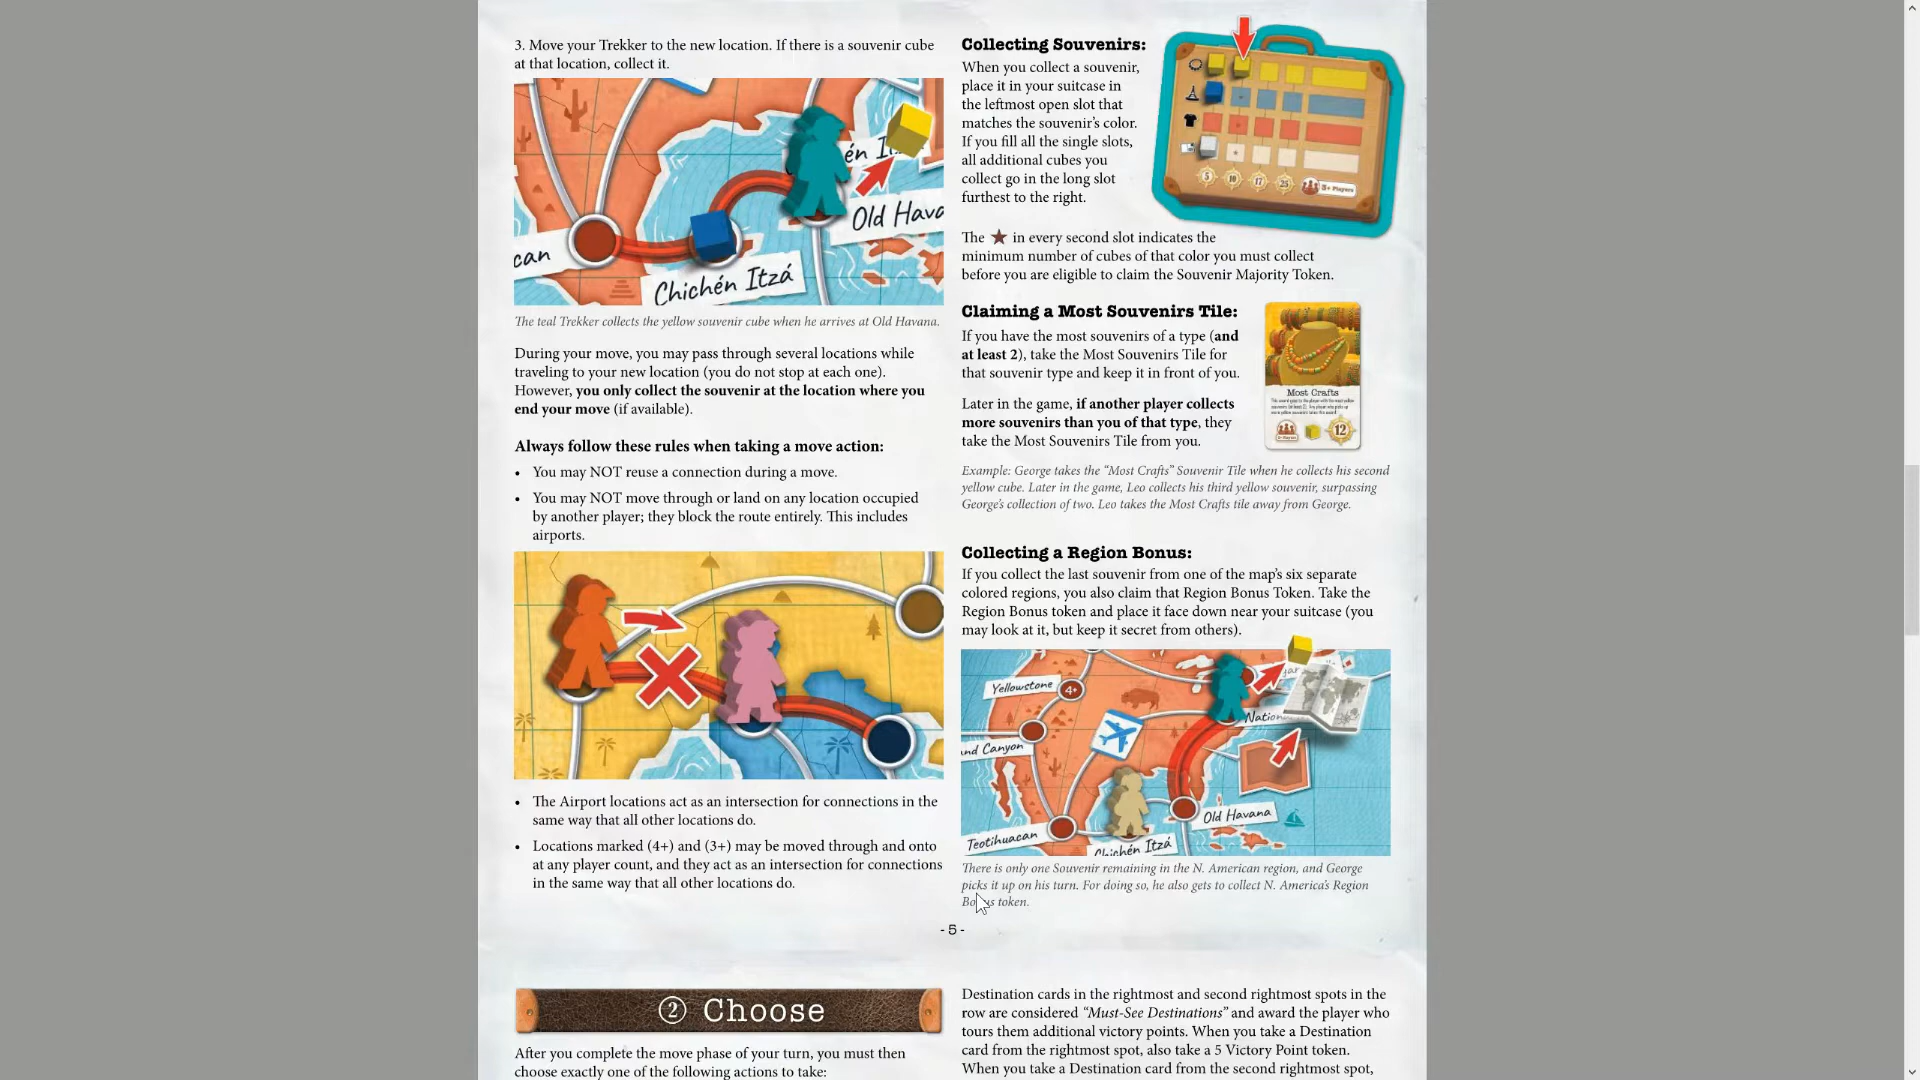 3. Move your Trekker to the new location. If there is a souvenir cube
at that location, collect it.
can
Chichén Itzá
én I
Old Hava
The teal Trekker collects the yellow souvenir cube when he arrives at Old Havana.
During your move, you may pass through several locations while
traveling to your new location (you do not stop at each one).
However, you only collect the souvenir at the location where you
end your move (if available).
Always follow these rules when taking a move action:
• You may NOT reuse a connection during a move.
• You may NOT move through or land on any location occupied
by another player; they block the route entirely. This includes
airports.
• The Airport locations act as an intersection for connections in the
same way that all other locations do.
• Locations marked (4+) and (3+) may be moved through and onto
at any player count, and they act as an intersection for connections
in the same way that all other locations do.
Collecting Souvenirs:
When you collect a souvenir,
place it in your suitcase in
the leftmost open slot that
matches the souvenir's color.
If you fill all the single slots,
all additional cubes you
collect go in the long slot
furthest to the right.
5 10 17 25 3+ Players
The ★ in every second slot indicates the
minimum number of cubes of that color you must collect
before you are eligible to claim the Souvenir Majority Token.
Claiming a Most Souvenirs Tile:
If you have the most souvenirs of a type (and
at least 2), take the Most Souvenirs Tile for
that souvenir type and keep it in front of you.
Later in the game, if another player collects
more souvenirs than you of that type, they
take the Most Souvenirs Tile from you.
Most Crafts
12
Example: George takes the "Most Crafts" Souvenir Tile when he collects his second
yellow cube. Later in the game, Leo collects his third yellow souvenir, surpassing
George's collection of two. Leo takes the Most Crafts tile away from George.
Collecting a Region Bonus:
If you collect the last souvenir from one of the map's six separate
colored regions, you also claim that Region Bonus Token. Take the
Region Bonus token and place it face down near your suitcase (you
may look at it, but keep it secret from others).
Yellowstone
4+
Nation
nd Canyon
Old Havana
Teotihuacan
Chichén Itzá
There is only one Souvenir remaining in the N. American region, and George
picks it up on his turn. For doing so, he also gets to collect N. America's Region
Bonus token.
- 5 -
② Choose
After you complete the move phase of your turn, you must then
choose exactly one of the following actions to take:
Destination cards in the rightmost and second rightmost spots in the
row are considered "Must-See Destinations" and award the player who
tours them additional victory points. When you take a Destination
card from the rightmost spot, also take a 5 Victory Point token.
When you take a Destination card from the second rightmost spot,